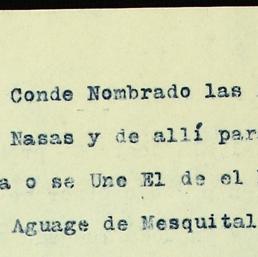 Conde Nombrado las
Nasas y de allí par
a o se Une El de el
Aguage de Mesquital